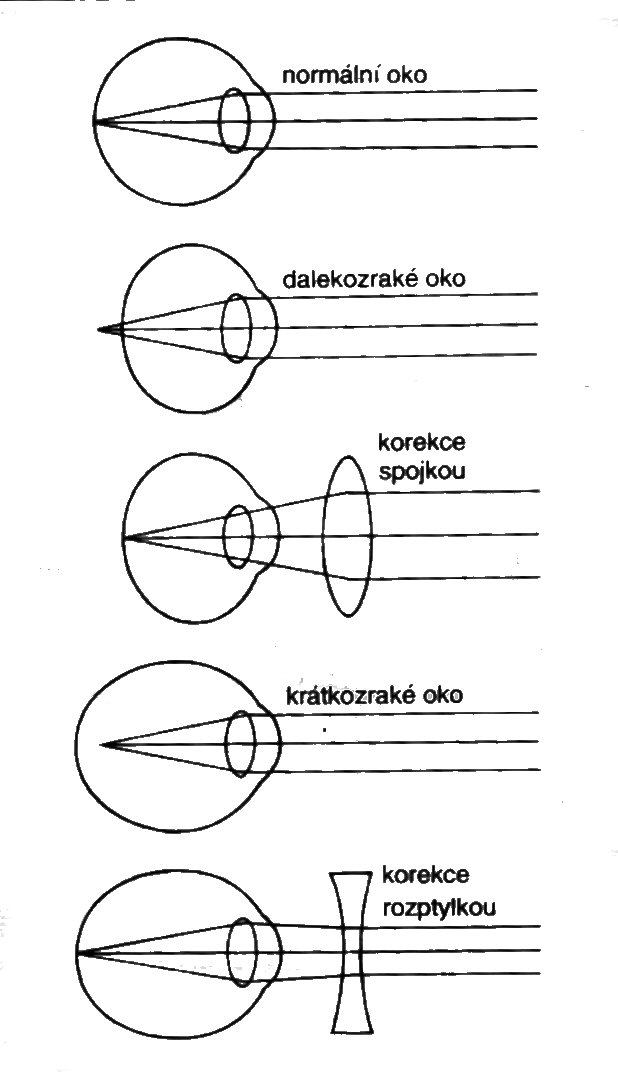 normální oko
dalekozraké oko
korekce
spojkou
krátkozraké oko
korekce
rozptylkou